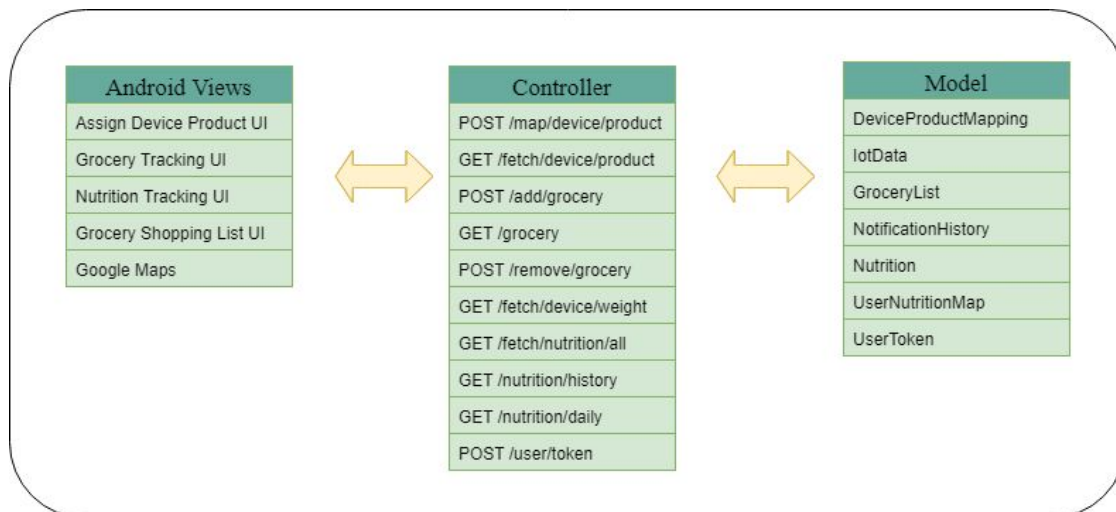 Android Views
Assign Device Product UI
Grocery Tracking UI
Nutrition Tracking UI
Grocery Shopping List UI
Google Maps
Controller
POST /map/device/product
GET /fetch/device/product
POST /add/grocery
GET /grocery
POST /remove/grocery
GET /fetch/device/weight
GET /fetch/nutrition/all
GET /nutrition/history
GET /nutrition/daily
POST /user/token
Model
DeviceProductMapping
IotData
GroceryList
NotificationHistory
Nutrition
UserNutritionMap
UserToken